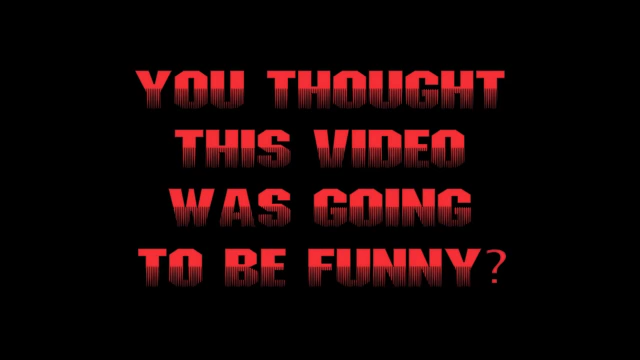 YOU THOUGHT
THIS VIDEO
WAS GOING
TO BE FUNNY?